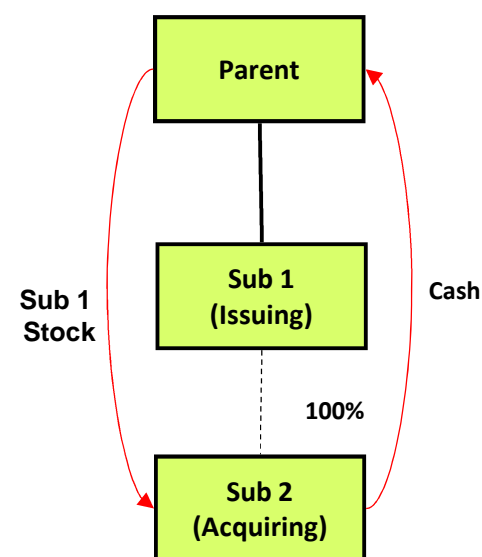 Parent
Sub 1
(Issuing)
Sub 1
Stock
Cash
100%
Sub 2
(Acquiring)